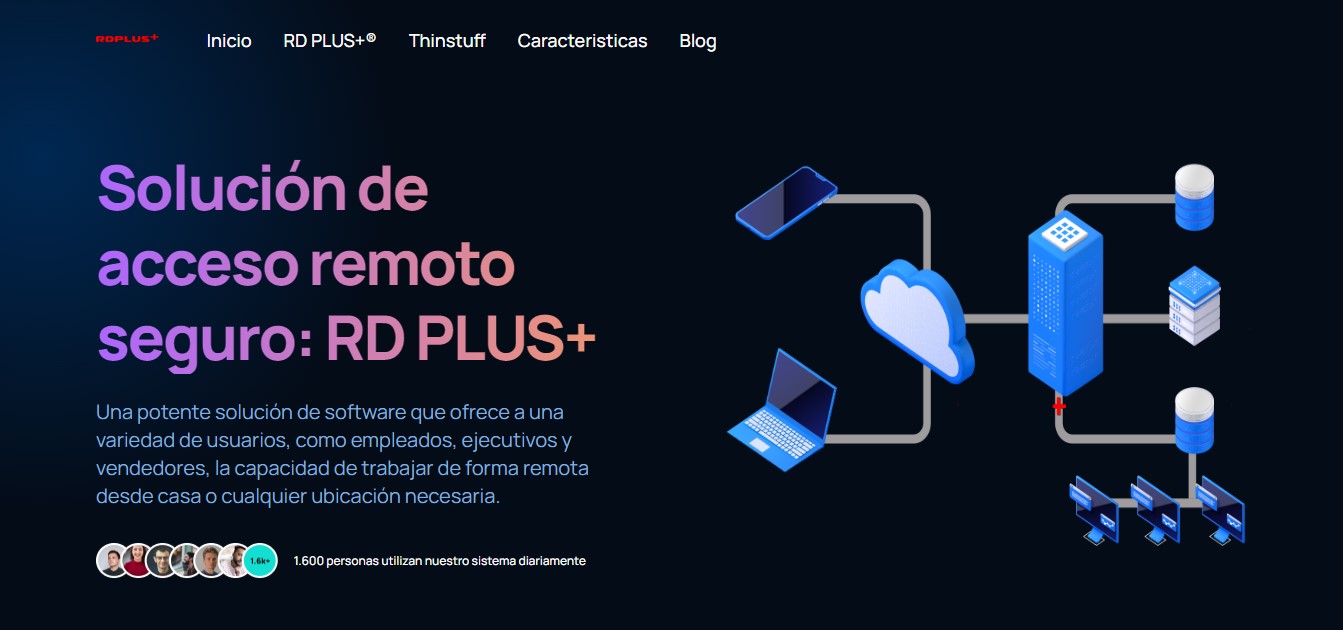 RDPLUS+
Inicio RD PLUS+® Thinstuff Caracteristicas Blog
Solución de
acceso remoto
seguro: RD PLUS+
Una potente solución de software que ofrece a una
variedad de usuarios, como empleados, ejecutivos y
vendedores, la capacidad de trabajar de forma remota
desde casa o cualquier ubicación necesaria.
1.6k+
1.600 personas utilizan nuestro sistema diariamente